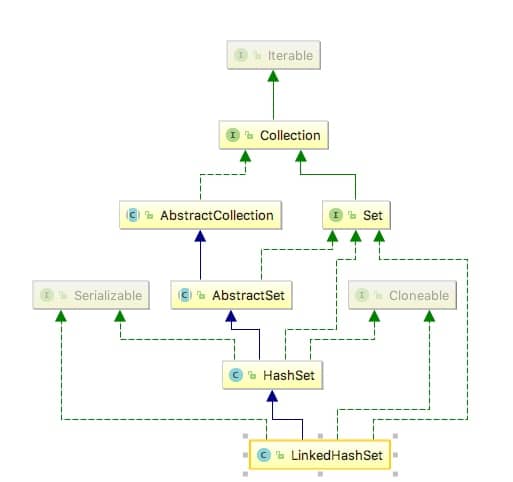 I Iterable
I Collection
C AbstractCollection
I Set
I Serializable
C AbstractSet
I Cloneable
C HashSet
C LinkedHashSet